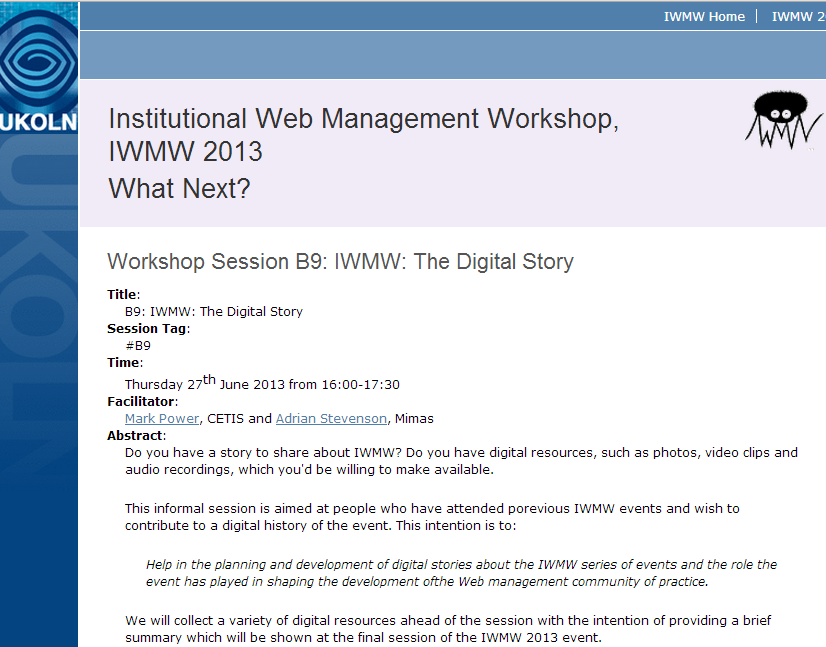 IWMW Home | IWMW 2
UKOLN
UKOLN
Institutional Web Management Workshop,
IWMW 2013
What Next?
IWMW
Workshop Session B9: IWMW: The Digital Story
Title:
B9: IWMW: The Digital Story
Session Tag:
#B9
Time:
Thursday 27th June 2013 from 16:00-17:30
Facilitator:
Mark Power, CETIS and Adrian Stevenson, Mimas
Abstract:
Do you have a story to share about IWMW? Do you have digital resources, such as photos, video clips and
audio recordings, which you'd be willing to make available.
This informal session is aimed at people who have attended porevious IWMW events and wish to
contribute to a digital history of the event. This intention is to:
Help in the planning and development of digital stories about the IWMW series of events and the role the
event has played in shaping the development ofthe Web management community of practice.
We will collect a variety of digital resources ahead of the session with the intention of providing a brief
summary which will be shown at the final session of the IWMW 2013 event.